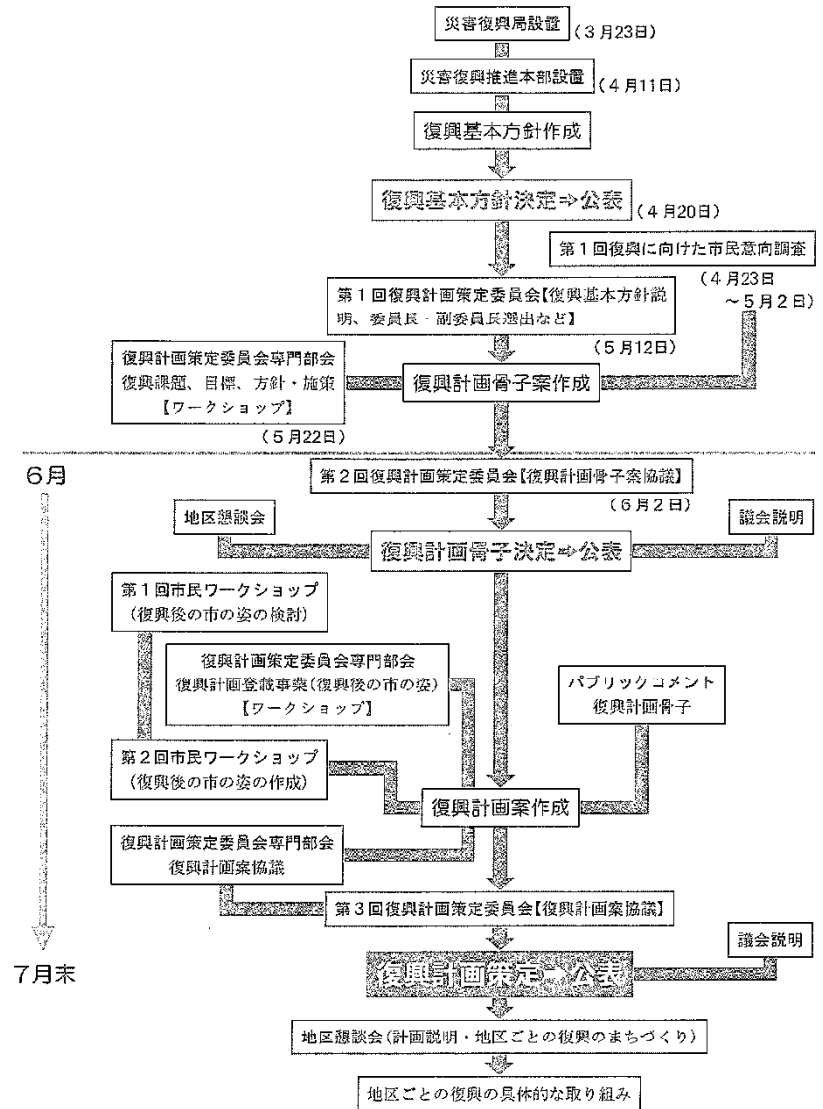 災害復興局設置
(3月23日)
災害復興推進本部設置
(4月11日)
復興基本方針作成
復興基本方針決定⇒公表
(4月20日)
第1回復興に向けた市民意向調査
(4月23日
～5月2日)
第1回復興計画策定委員会【復興基本方針説
明、委員長・副委員長選出など】
(5月12日)
復興計画策定委員会専門部会
復興課題、目標、方針・施策
【ワークショップ】
(5月22日)
復興計画骨子案作成
6月
第2回復興計画策定委員会【復興計画骨子案協議】
(6月2日)
地区懇談会
議会説明
復興計画骨子決定⇒公表
第1回市民ワークショップ
(復興後の市の姿の検討)
復興計画策定委員会専門部会
復興計画登載事業(復興後の市の姿)
【ワークショップ】
パブリックコメント
復興計画骨子
第2回市民ワークショップ
(復興後の市の姿の作成)
復興計画案作成
復興計画策定委員会専門部会
復興計画案協議
第3回復興計画策定委員会【復興計画案協議】
議会説明
7月末
復興計画策定⇒公表
地区懇談会(計画説明・地区ごとの復興のまちづくり)
地区ごとの復興の具体的な取り組み